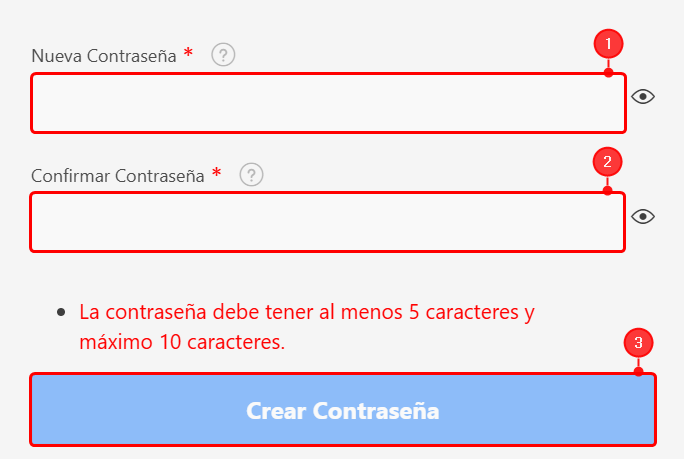 Nueva Contraseña * ?
1
Confirmar Contraseña * ?
2
• La contraseña debe tener al menos 5 caracteres y
máximo 10 caracteres.
3
Crear Contraseña